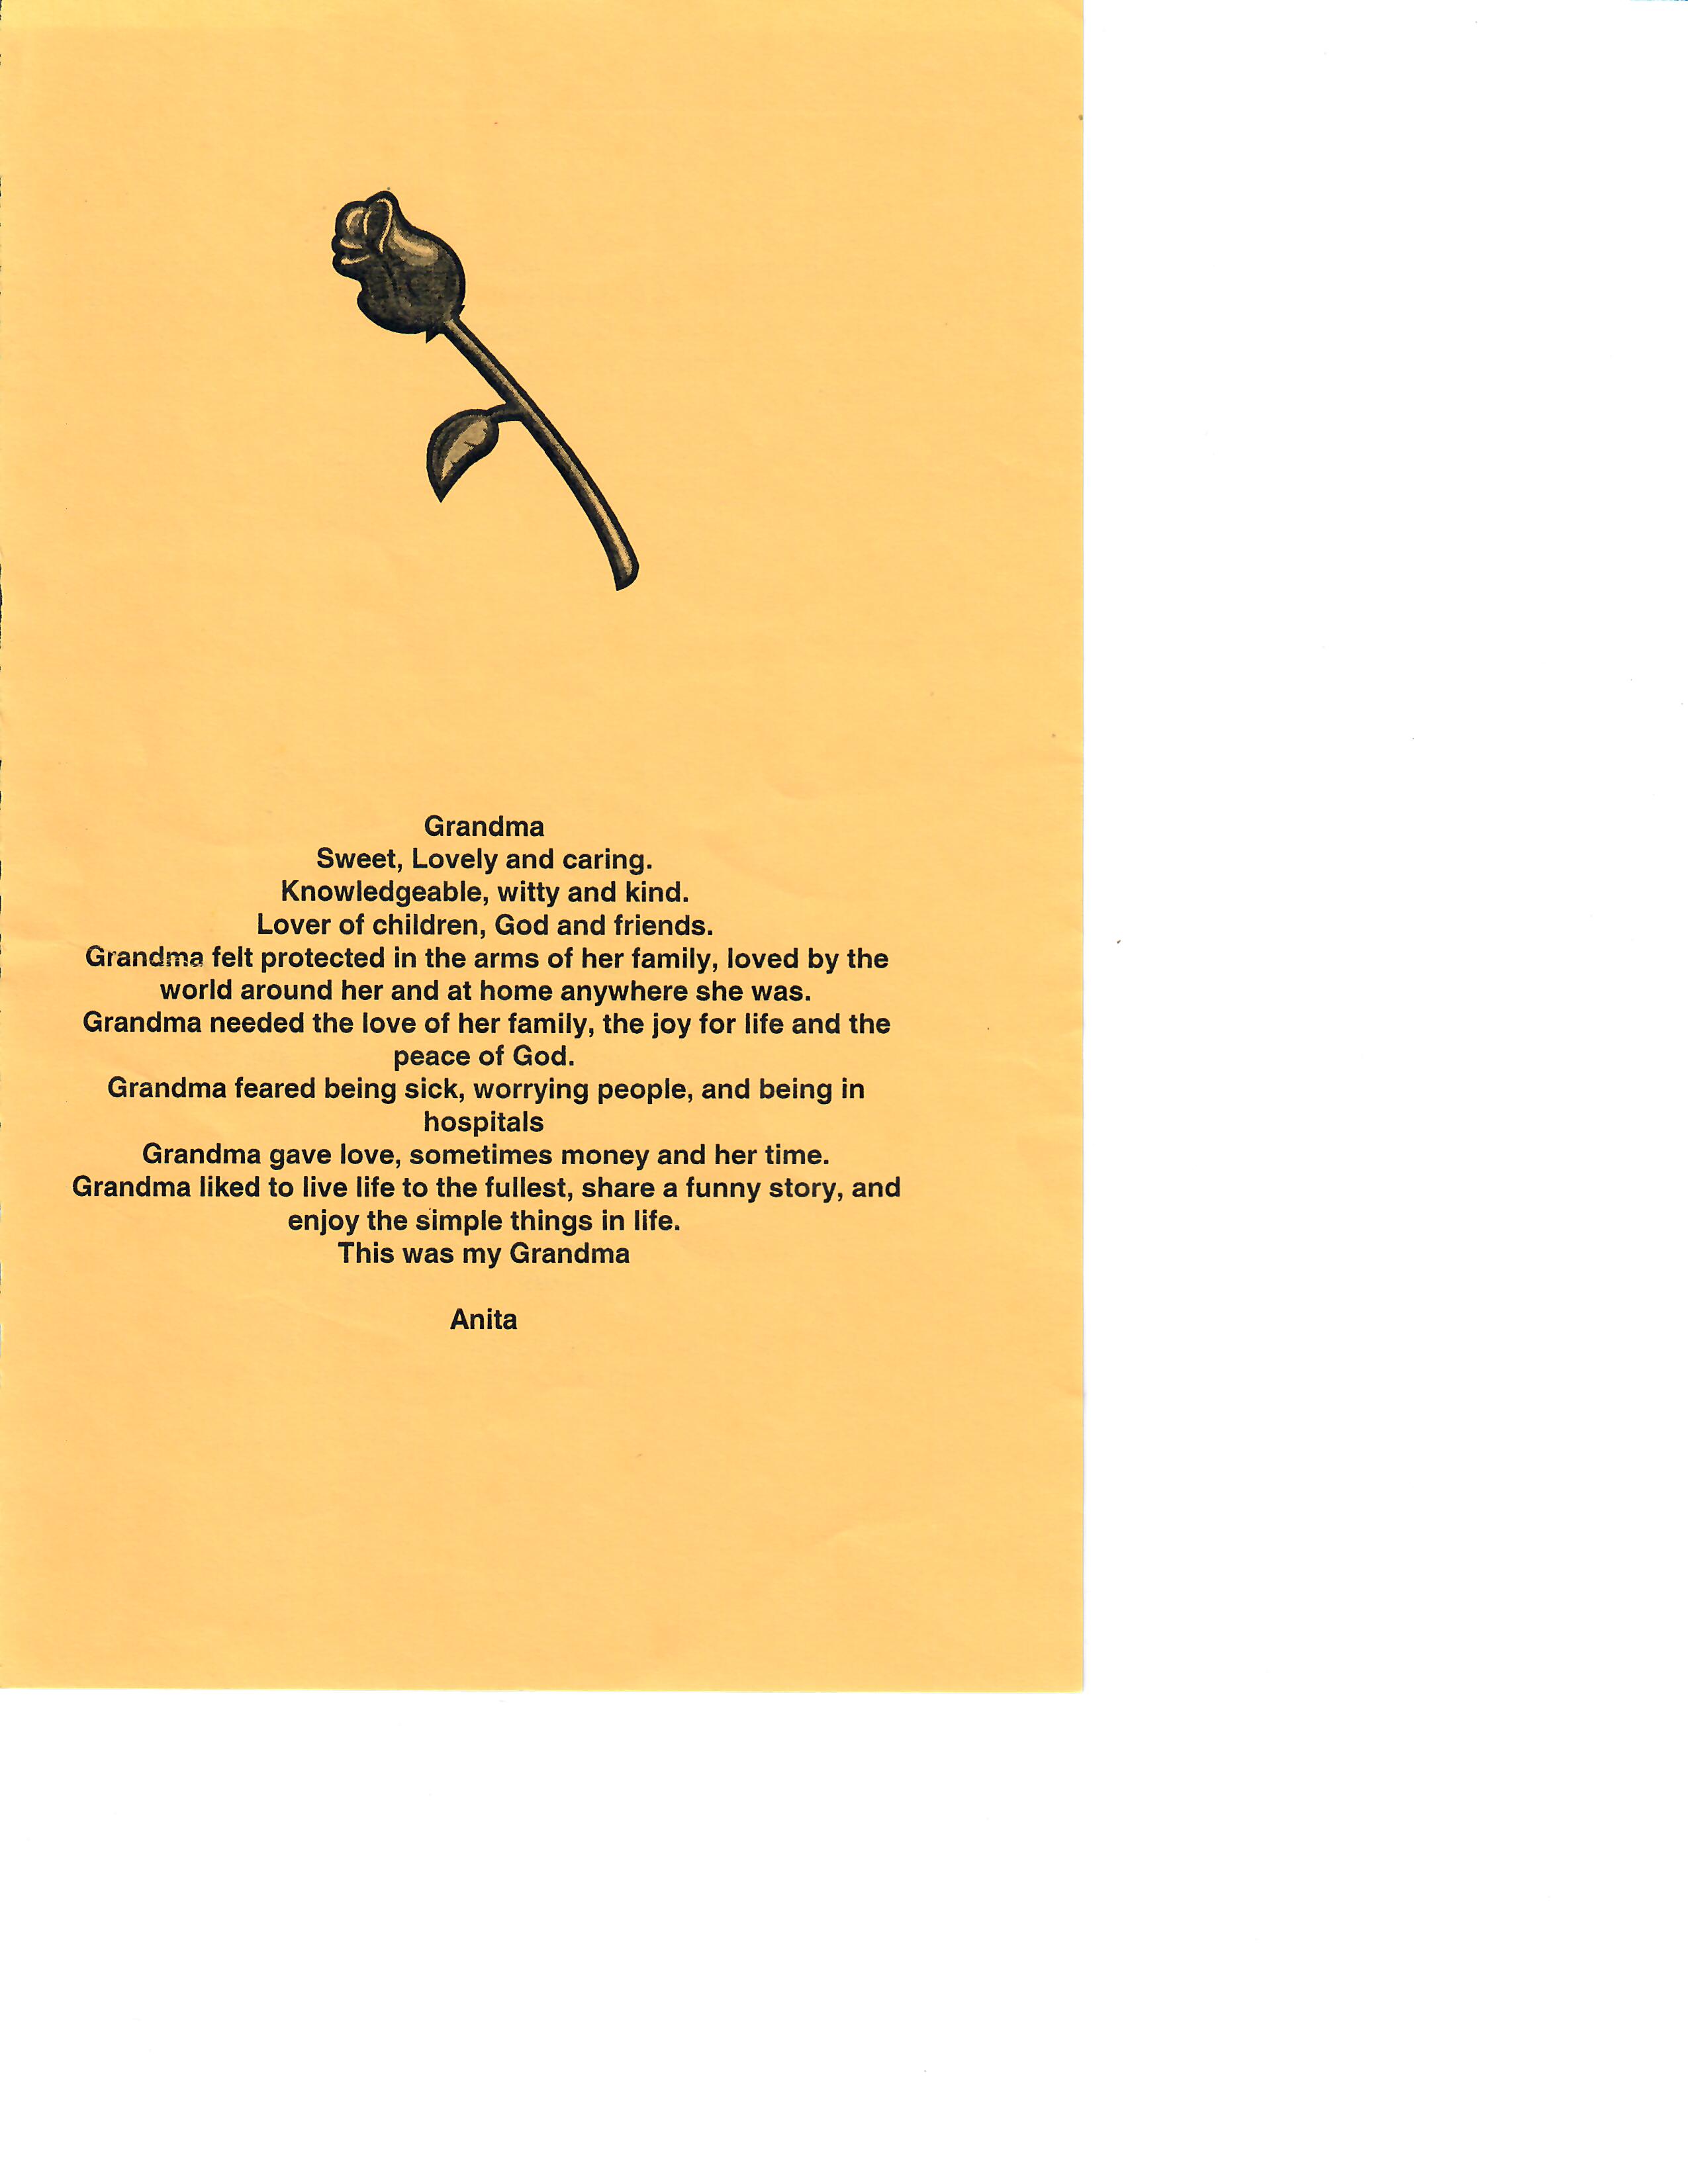 Grandma
Sweet, Lovely and caring.
Knowledgeable, witty and kind.
Lover of children, God and friends.
Grandma felt protected in the arms of her family, loved by the
world around her and at home anywhere she was.
Grandma needed the love of her family, the joy for life and the
peace of God.
Grandma feared being sick, worrying people, and being in
hospitals
Grandma gave love, sometimes money and her time.
Grandma liked to live life to the fullest, share a funny story, and
enjoy the simple things in life.
This was my Grandma
Anita